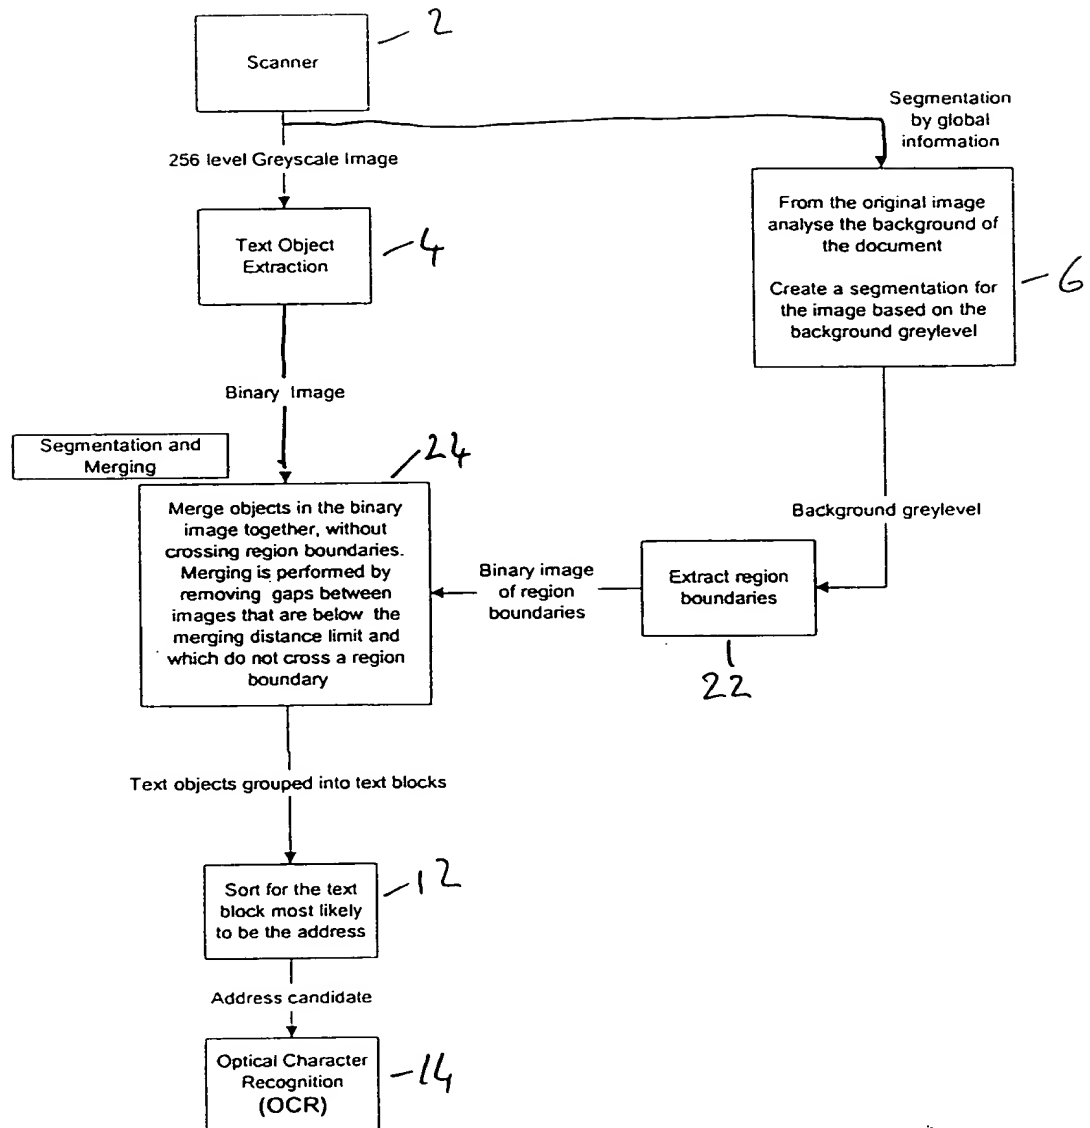 2
Scanner
Segmentation
by global
information
256 level Greyscale Image
From the original image
analyse the background of
the document
Create a segmentation for
the image based on the
background greylevel
6
Text Object
Extraction
4
Binary Image
Segmentation and
Merging
24
Merge objects in the binary
image together, without
crossing region boundaries.
Merging is performed by
removing gaps between
images that are below the
merging distance limit and
which do not cross a region
boundary
Background greylevel
Binary image
of region
boundaries
Extract region
boundaries
22
Text objects grouped into text blocks
Sort for the text
block most likely
to be the address
12
Address candidate
Optical Character
Recognition
(OCR)
14